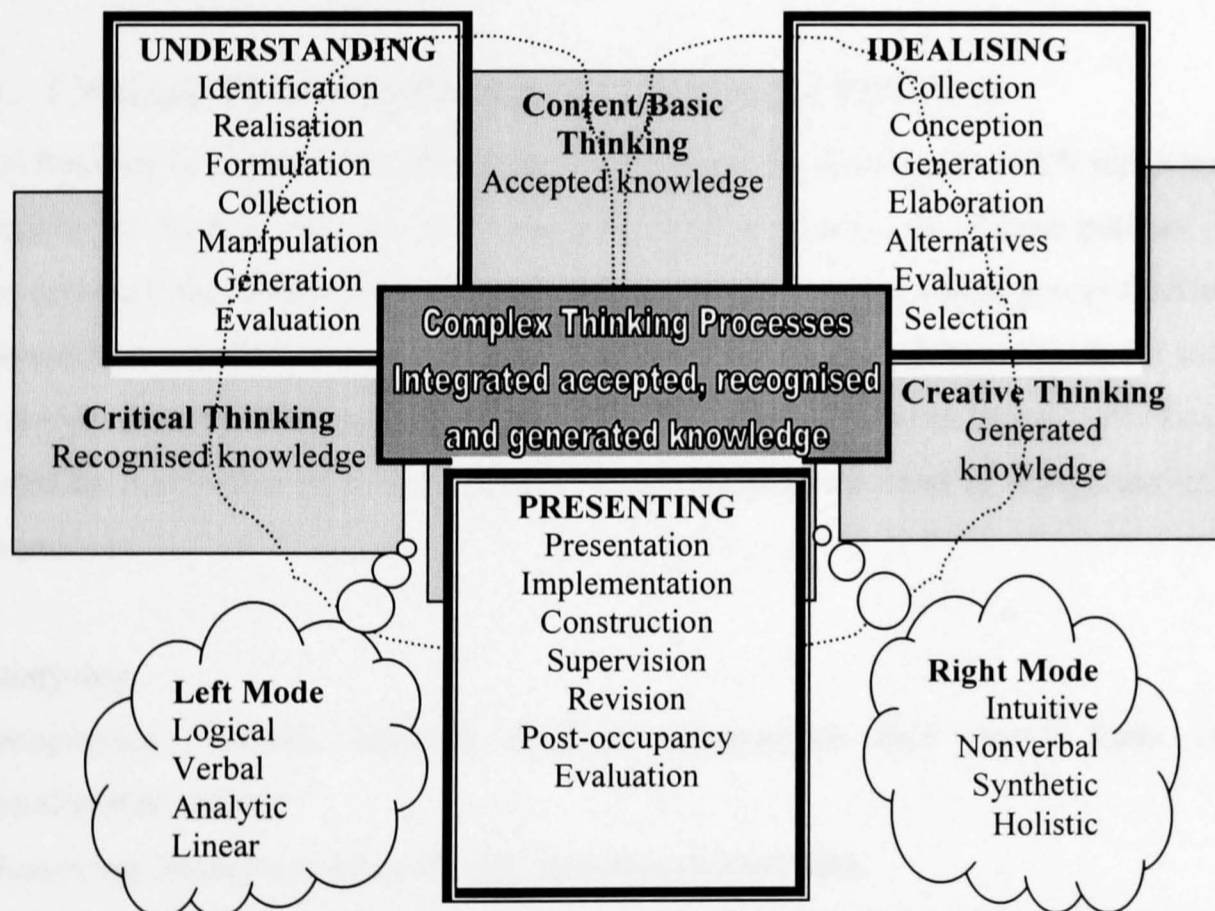 UNDERSTANDING
Identification
Realisation
Formulation
Collection
Manipulation
Generation
Evaluation
Content/Basic
Thinking
Accepted knowledge
IDEALISING
Collection
Conception
Generation
Elaboration
Alternatives
Evaluation
Selection
Complex Thinking Processes
Integrated accepted, recognised
and generated knowledge
Critical Thinking
Recognised knowledge
Creative Thinking
Generated
knowledge
PRESENTING
Presentation
Implementation
Construction
Supervision
Revision
Post-occupancy
Evaluation
Left Mode
Logical
Verbal
Analytic
Linear
Right Mode
Intuitive
Nonverbal
Synthetic
Holistic